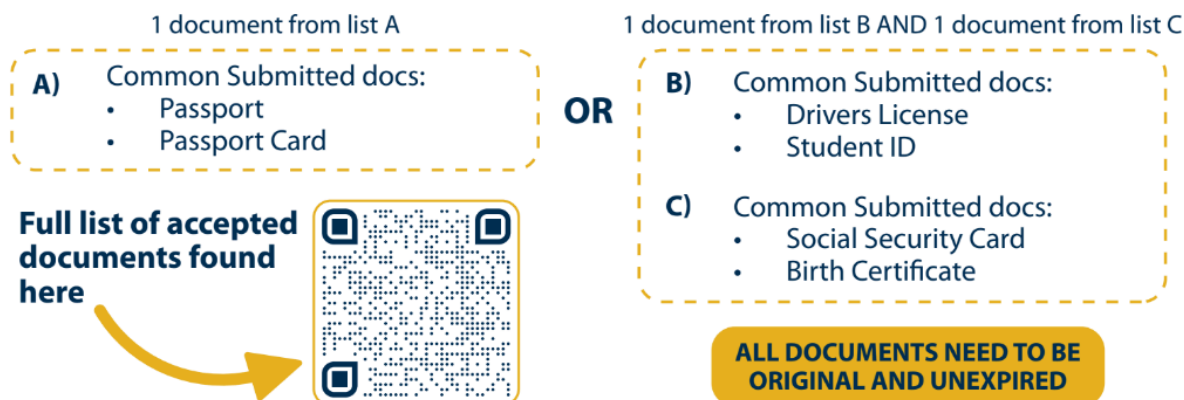 1 document from list A
A) Common Submitted docs:
• Passport
• Passport Card
OR
1 document from list B AND 1 document from list C
B) Common Submitted docs:
• Drivers License
• Student ID
C) Common Submitted docs:
• Social Security Card
• Birth Certificate
Full list of accepted
documents found
here
ALL DOCUMENTS NEED TO BE
ORIGINAL AND UNEXPIRED